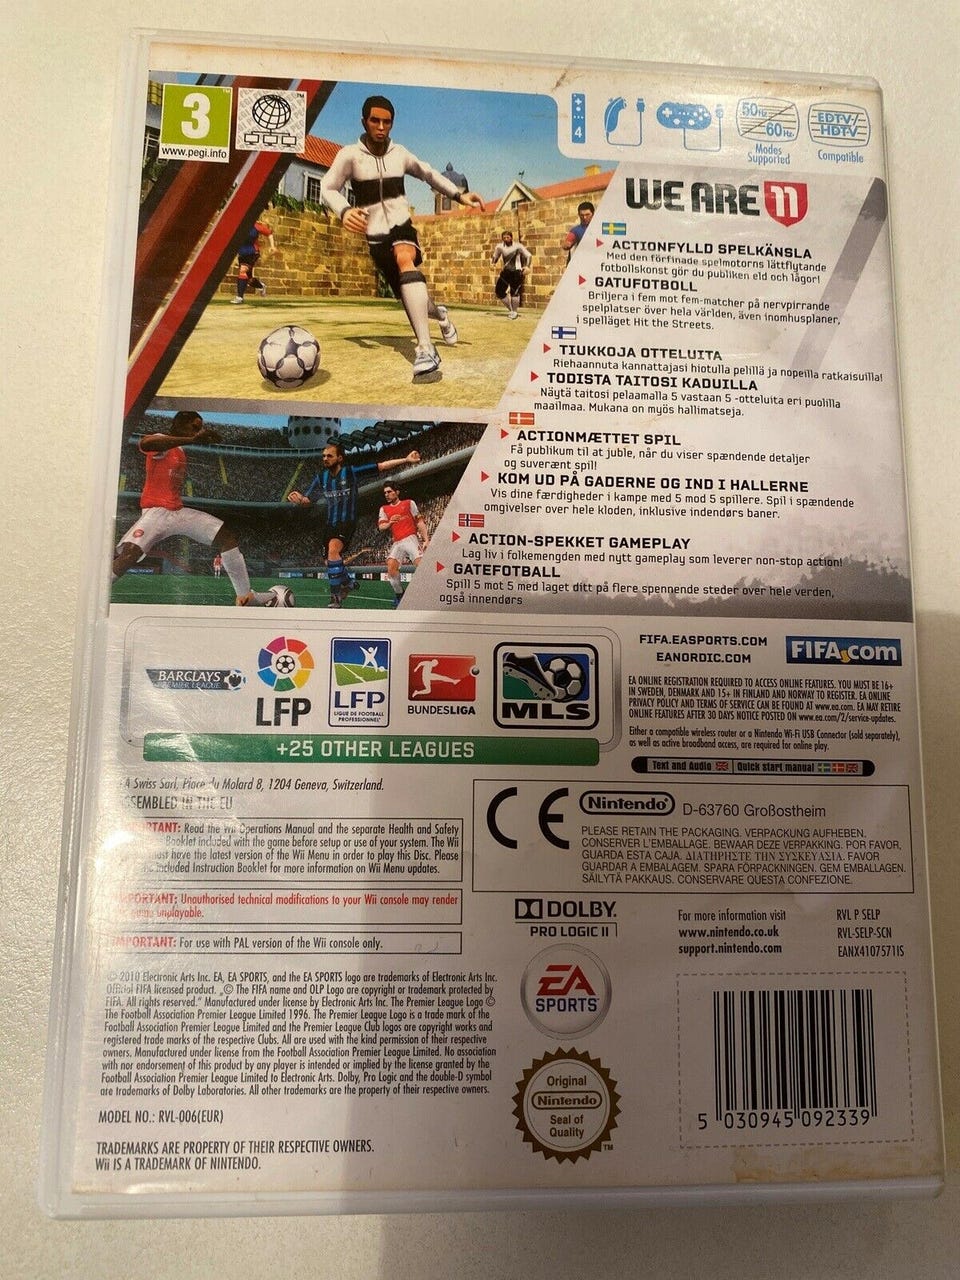 3
www.pegi.info
TM
4
50Hz
60Hz
Modes
Supported
EDTV/
HDTV
Compatible
WE ARE 11
ACTIONFYLLD SPELKÄNSLA
Med den förfinade spelmotorns lättflytande
fotbollskonst gör du publiken eld och lågor!
GATUFOTBOLL
Briljera i fem mot fem-matcher på nervpirrande
spelplatser över hela världen, även inomhusplaner,
i spelläget Hit the Streets.
TIUKKOJA OTTELUITA
Riehaannuta kannattajasi hiotulla pelillä ja nopeilla ratkaisuilla!
TODISTA TAITOSI KADUILLA
Näytä taitosi pelaamalla 5 vastaan 5 -otteluita eri puolilla
maailmaa. Mukana on myös hallimatseja.
ACTIONMÆTTET SPIL
Få publikum til at juble, når du viser spændende detaljer
og suverænt spil!
KOM UD PÅ GADERNE OG IND I HALLERNE
Vis dine færdigheder i kampe med 5 mod 5 spillere. Spil i spændende
omgivelser over hele kloden, inklusive indendørs baner.
ACTION-SPEKKET GAMEPLAY
Lag liv i folkemengden med nytt gameplay som leverer non-stop action!
GATEFOTBALL
Spill 5 mot 5 med laget ditt på flere spennende steder over hele verden,
også innendørs
BARCLAYS
PREMIER LEAGUE
LFP
LFP
LIGUE DE FOOTBALL
PROFESSIONNEL
BUNDESLIGA
MLS
+25 OTHER LEAGUES
FIFA.EASPORTS.COM
EANORDIC.COM
FIFA.com
EA ONLINE REGISTRATION REQUIRED TO ACCESS ONLINE FEATURES. YOU MUST BE 16+
IN SWEDEN, DENMARK AND 15+ IN FINLAND AND NORWAY TO REGISTER. EA ONLINE
PRIVACY POLICY AND TERMS OF SERVICE CAN BE FOUND AT www.ea.com. EA MAY RETIRE
ONLINE FEATURES AFTER 30 DAYS NOTICE POSTED ON www.ea.com/2/service-updates.
Either a compatible wireless router or a Nintendo Wi-Fi USB Connector (sold separately),
as well as active broadband access, are required for online play.
Text and Audio Quick start manual
A Swiss Sarl, Place du Molard 8, 1204 Geneva, Switzerland.
SSEMBLED IN THE EU
ORTANT: Read the Wii Operations Manual and the separate Health and Safety
Booklet included with the game before setup or use of your system. The Wii
must have the latest version of the Wii Menu in order to play this Disc. Please
included Instruction Booklet for more information on Wii Menu updates.
MPORTANT: Unauthorised technical modifications to your Wii console may render
game unplayable.
IMPORTANT: For use with PAL version of the Wii console only.
CE
Nintendo
D-63760 Großostheim
PLEASE RETAIN THE PACKAGING. VERPACKUNG AUFHEBEN.
CONSERVER L'EMBALLAGE. BEWAAR DEZE VERPAKKING. POR FAVOR,
GUARDA ESTA CAJA. ΔΙΑΤΗΡΗΣΤΕ ΤΗΝ ΣΥΣΚΕΥΑΣΙΑ. FAVOR
GUARDAR A EMBALAGEM. SPARA FÖRPACKNINGEN. GEM EMBALLAGEN.
SÄILYTÄ PAKKAUS. CONSERVARE QUESTA CONFEZIONE.
DOLBY
PRO LOGIC II
For more information visit
www.nintendo.co.uk
support.nintendo.com
RVL P SELP
RVL-SELP-SCN
EANX4107571IS
EA
SPORTS
Original
Nintendo
Seal of
Quality
TM
© 2010 Electronic Arts Inc. EA, EA SPORTS, and the EA SPORTS logo are trademarks of Electronic Arts Inc.
Official FIFA licensed product. „© The FIFA name and OLP Logo are copyright or trademark protected by
FIFA. All rights reserved.“ Manufactured under license by Electronic Arts Inc. The Premier League Logo ©
The Football Association Premier League Limited 1996. The Premier League Logo is a trade mark of the
Football Association Premier League Limited and the Premier League Club logos are copyright works and
registered trade marks of the respective Clubs. All are used with the kind permission of their respective
owners. Manufactured under license from the Football Association Premier League Limited. No association
with nor endorsement of this product by any player is intended or implied by the license granted by the
Football Association Premier League Limited to Electronic Arts. Dolby, Pro Logic and the double-D symbol
are trademarks of Dolby Laboratories. All other trademarks are the property of their respective owners.
MODEL NO.: RVL-006(EUR)
TRADEMARKS ARE PROPERTY OF THEIR RESPECTIVE OWNERS.
Wii IS A TRADEMARK OF NINTENDO.
5 030945 092339